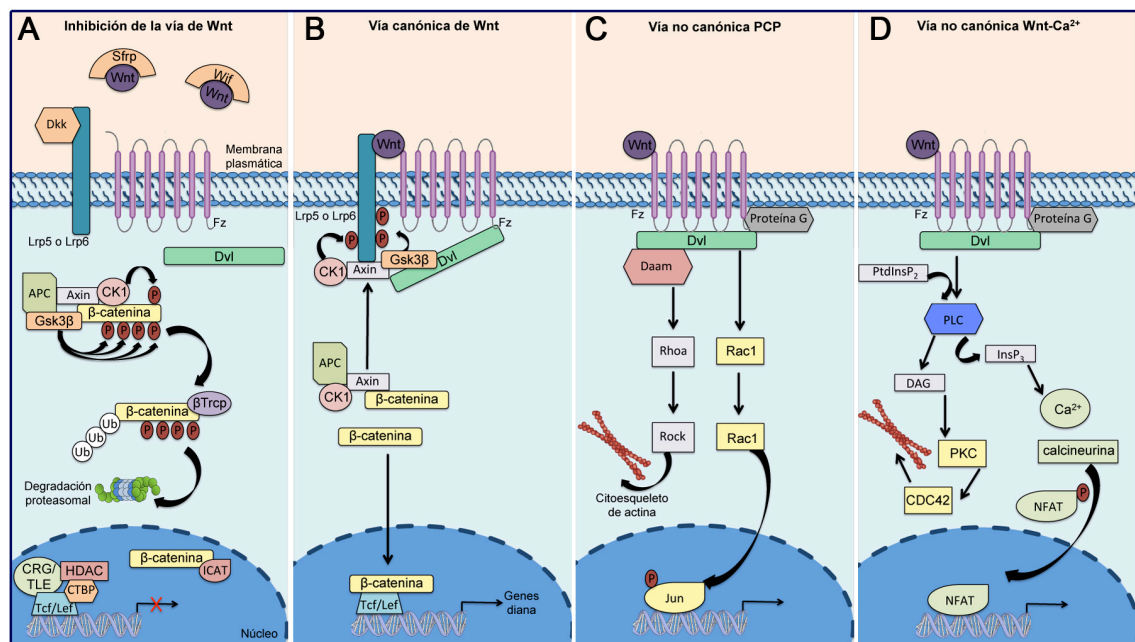 A
Inhibición de la vía de Wnt
Sfrp
Wnt
Wif
Wnt
Dkk
Membrana
plasmática
Lrp5 o Lrp6
Fz
Dvl
APC
Axin
CK1
P
Gsk3β
β-catenina
P P P P
βTrcp
β-catenina
P P P P
Ub
Ub
Ub
Degradación
proteasomal
CRG/
TLE
HDAC
CTBP
Tcf/Lef
β-catenina
ICAT
Núcleo
B
Vía canónica de Wnt
Wnt
Lrp5 o Lrp6
P
P
P
Fz
CK1
Axin
Gsk3β
Dvl
APC
Axin
CK1
β-catenina
β-catenina
β-catenina
Tcf/Lef
Genes
diana
C
Vía no canónica PCP
Wnt
Fz
Proteína G
Dvl
Daam
Rhoa
Rac1
Rock
Rac1
Citoesqueleto
de actina
P
Jun
D
Vía no canónica Wnt-Ca²⁺
Wnt
Fz
Proteína G
Dvl
PtdInsP₂
PLC
InsP₃
DAG
Ca²⁺
PKC
calcineurina
CDC42
P
NFAT
NFAT